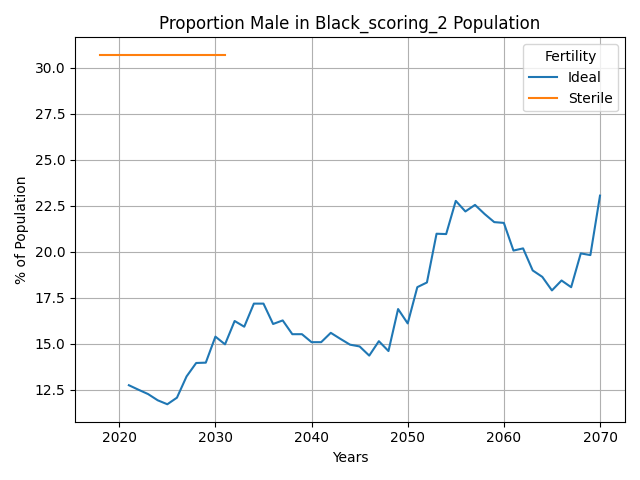 Proportion Male in Black_scoring_2 Population
Fertility
Ideal
Sterile
30.0
27.5
25.0
22.5
20.0
17.5
15.0
12.5
% of Population
2020 2030 2040 2050 2060 2070
Years